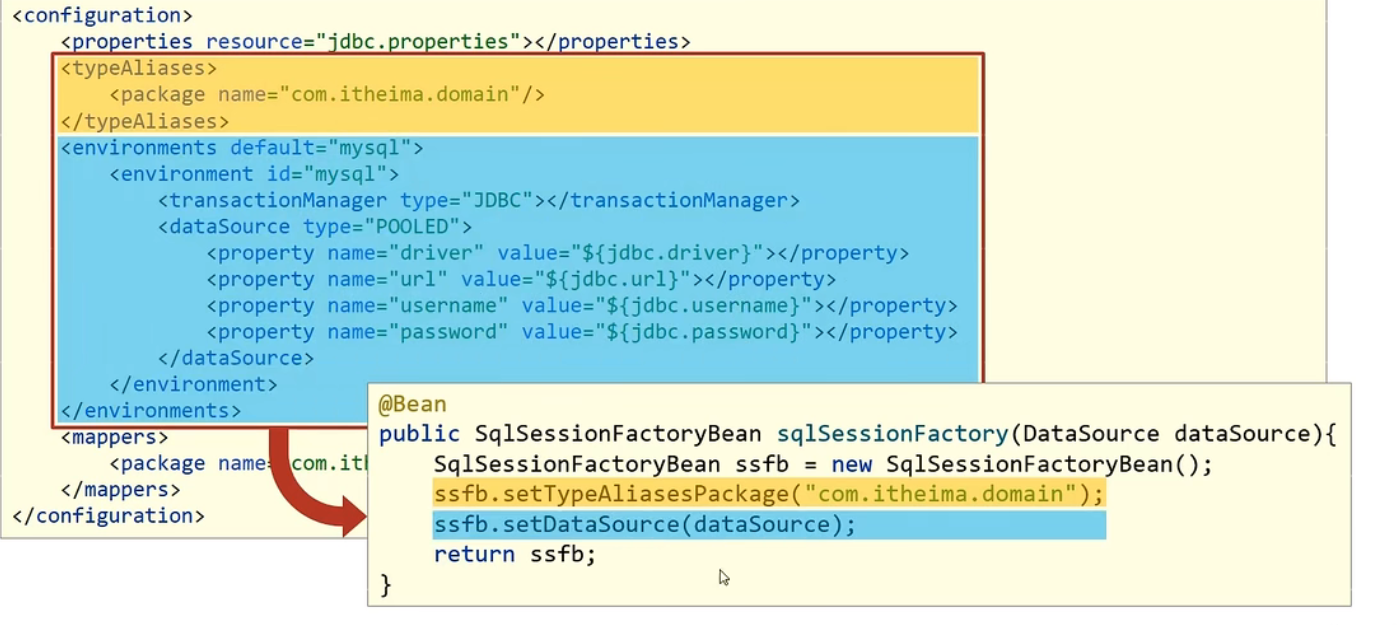 <configuration>
<properties resource="jdbc.properties"></properties>
<typeAliases>
<package name="com.itheima.domain"/>
</typeAliases>
<environments default="mysql">
<environment id="mysql">
<transactionManager type="JDBC"></transactionManager>
<dataSource type="POOLED">
<property name="driver" value="${jdbc.driver}"></property>
<property name="url" value="${jdbc.url}"></property>
<property name="username" value="${jdbc.username}"></property>
<property name="password" value="${jdbc.password}"></property>
</dataSource>
</environment>
</environments>
<mappers>
<package name
</mappers>
</configuration>
@Bean
public SqlSessionFactoryBean sqlSessionFactory(DataSource dataSource){
SqlSessionFactoryBean ssfb = new SqlSessionFactoryBean();
ssfb.setTypeAliasesPackage("com.itheima.domain");
ssfb.setDataSource(dataSource);
return ssfb;
}